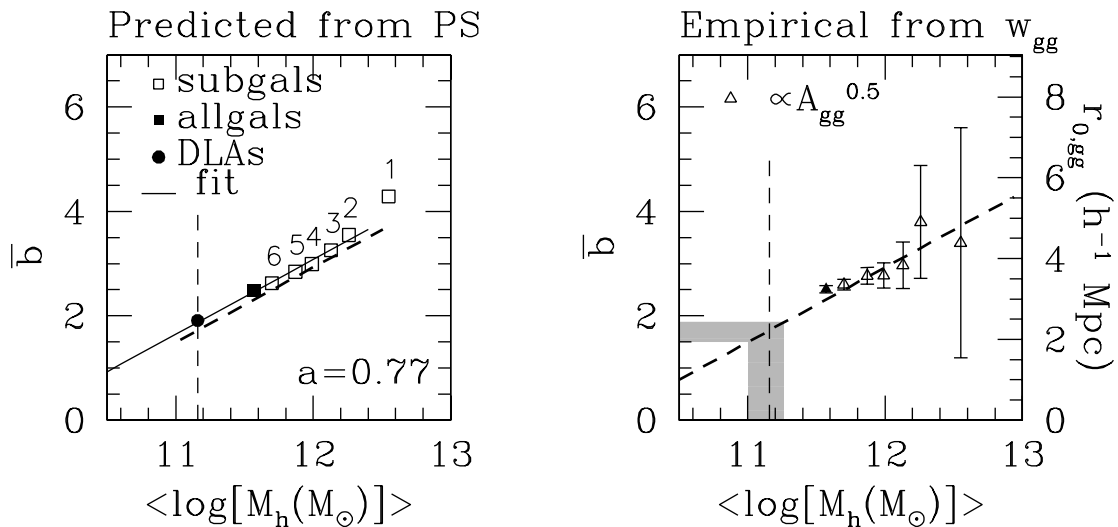 Predicted from PS
subgals
allgals
DLAs
fit
1
2
3
4
5
6
a=0.77
b̅
6
4
2
0
11 12 13
<log[M_h(M_⊙)]>
Empirical from w_gg
∝A_gg^0.5
b̅
6
4
2
0
8
6
4
2
0
r_0,gg (h^−1 Mpc)
11 12 13
<log[M_h(M_⊙)]>